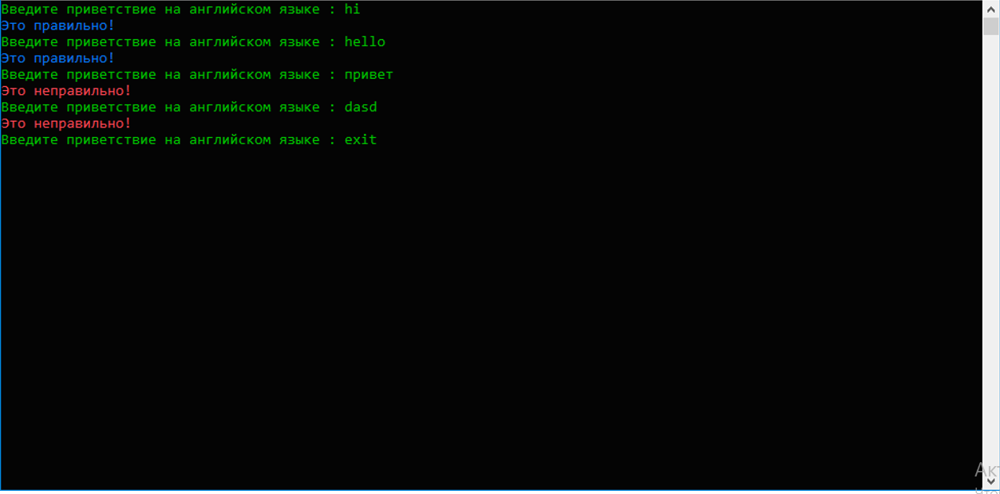 Введите приветствие на английском языке : hi
Это правильно!
Введите приветствие на английском языке : hello
Это правильно!
Введите приветствие на английском языке : привет
Это неправильно!
Введите приветствие на английском языке : dasd
Это неправильно!
Введите приветствие на английском языке : exit